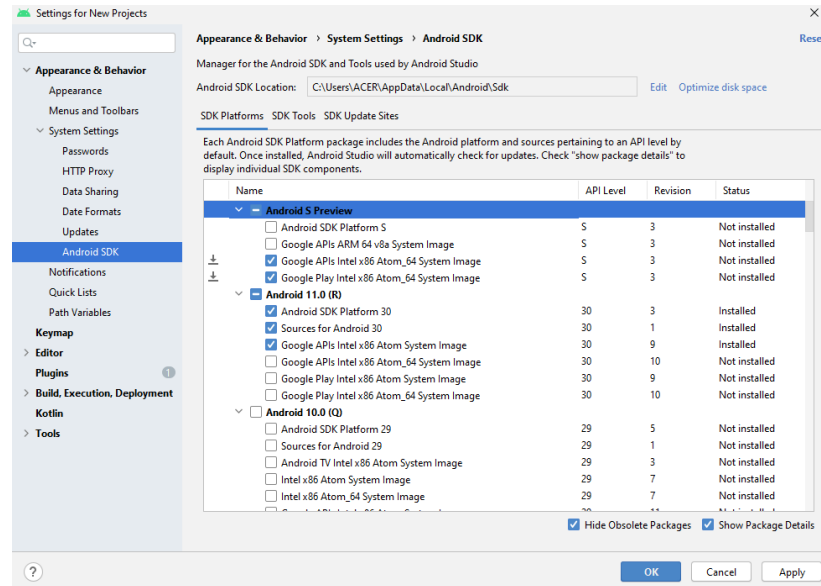 Settings for New Projects
Appearance & Behavior
Appearance
Menus and Toolbars
System Settings
Passwords
HTTP Proxy
Data Sharing
Date Formats
Updates
Android SDK
Notifications
Quick Lists
Path Variables
Keymap
Editor
Plugins 1
Build, Execution, Deployment
Kotlin
Tools
Appearance & Behavior › System Settings › Android SDK Rese
Manager for the Android SDK and Tools used by Android Studio
Android SDK Location: C:\Users\ACER\AppData\Local\Android\Sdk Edit Optimize disk space
SDK Platforms SDK Tools SDK Update Sites
Each Android SDK Platform package includes the Android platform and sources pertaining to an API level by
default. Once installed, Android Studio will automatically check for updates. Check "show package details" to
display individual SDK components.
Name API Level Revision Status
Android S Preview
Android SDK Platform S S 3 Not installed
Google APIs ARM 64 v8a System Image S 3 Not installed
Google APIs Intel x86 Atom_64 System Image S 3 Not installed
Google Play Intel x86 Atom_64 System Image S 3 Not installed
Android 11.0 (R)
Android SDK Platform 30 30 3 Installed
Sources for Android 30 30 1 Installed
Google APIs Intel x86 Atom System Image 30 9 Installed
Google APIs Intel x86 Atom_64 System Image 30 10 Not installed
Google Play Intel x86 Atom System Image 30 9 Not installed
Google Play Intel x86 Atom_64 System Image 30 10 Not installed
Android 10.0 (Q)
Android SDK Platform 29 29 5 Not installed
Sources for Android 29 29 1 Not installed
Android TV Intel x86 Atom System Image 29 3 Not installed
Intel x86 Atom System Image 29 7 Not installed
Intel x86 Atom_64 System Image 29 7 Not installed
Hide Obsolete Packages Show Package Details
? OK Cancel Apply